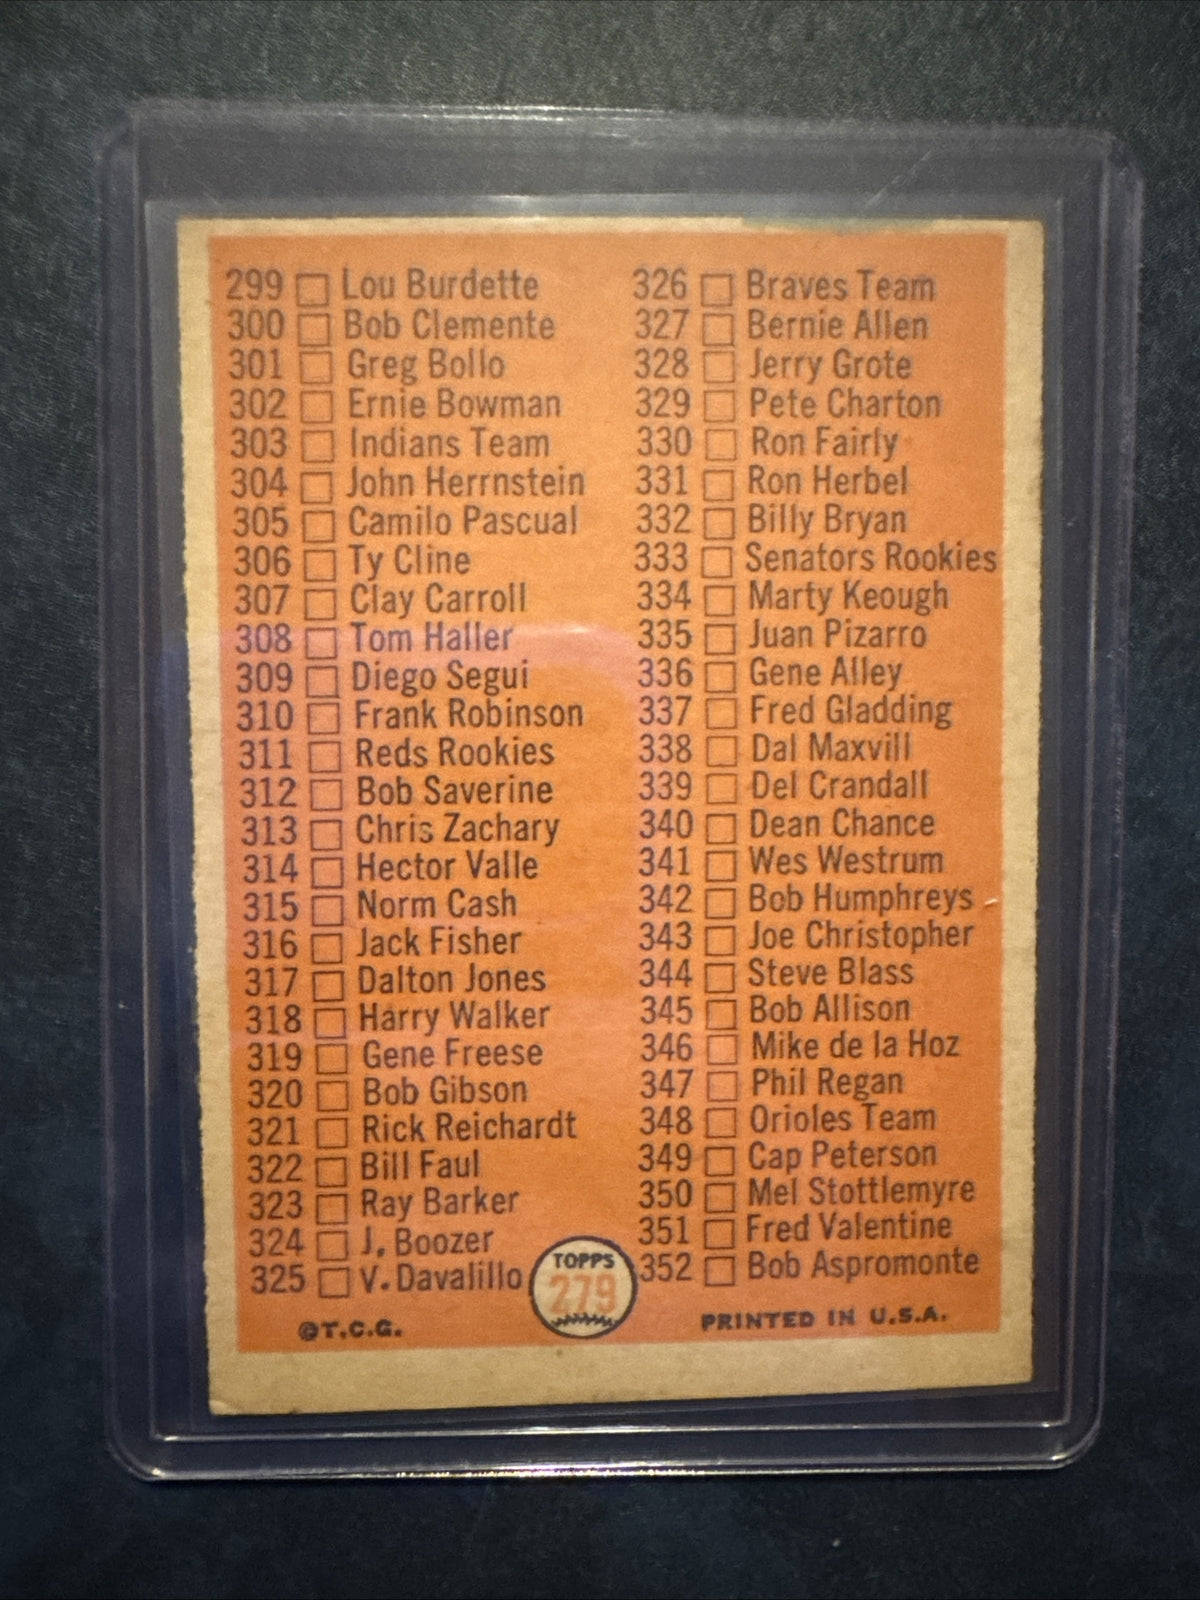 299 Lou Burdette
300 Bob Clemente
301 Greg Bollo
302 Ernie Bowman
303 Indians Team
304 John Herrnstein
305 Camilo Pascual
306 Ty Cline
307 Clay Carroll
308 Tom Haller
309 Diego Segui
310 Frank Robinson
311 Reds Rookies
312 Bob Saverine
313 Chris Zachary
314 Hector Valle
315 Norm Cash
316 Jack Fisher
317 Dalton Jones
318 Harry Walker
319 Gene Freese
320 Bob Gibson
321 Rick Reichardt
322 Bill Faul
323 Ray Barker
324 J. Boozer
325 V. Davalillo
326 Braves Team
327 Bernie Allen
328 Jerry Grote
329 Pete Charton
330 Ron Fairly
331 Ron Herbel
332 Billy Bryan
333 Senators Rookies
334 Marty Keough
335 Juan Pizarro
336 Gene Alley
337 Fred Gladding
338 Dal Maxvill
339 Del Crandall
340 Dean Chance
341 Wes Westrum
342 Bob Humphreys
343 Joe Christopher
344 Steve Blass
345 Bob Allison
346 Mike de la Hoz
347 Phil Regan
348 Orioles Team
349 Cap Peterson
350 Mel Stottlemyre
351 Fred Valentine
352 Bob Aspromonte
TOPPS
279
©T.C.G.
PRINTED IN U.S.A.